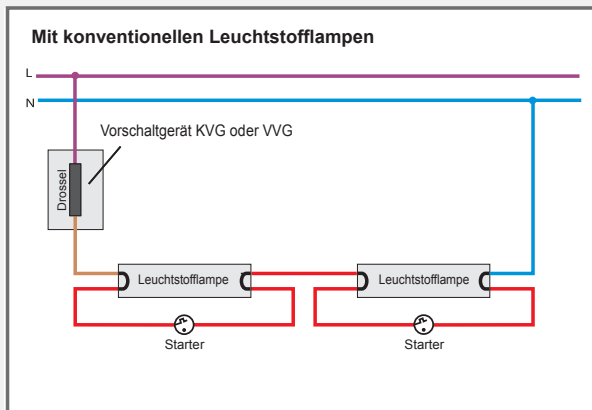 Mit konventionellen Leuchtstofflampen
L
N
Vorschaltgerät KVG oder VVG
Drossel
Leuchtstofflampe
Leuchtstofflampe
Starter
Starter